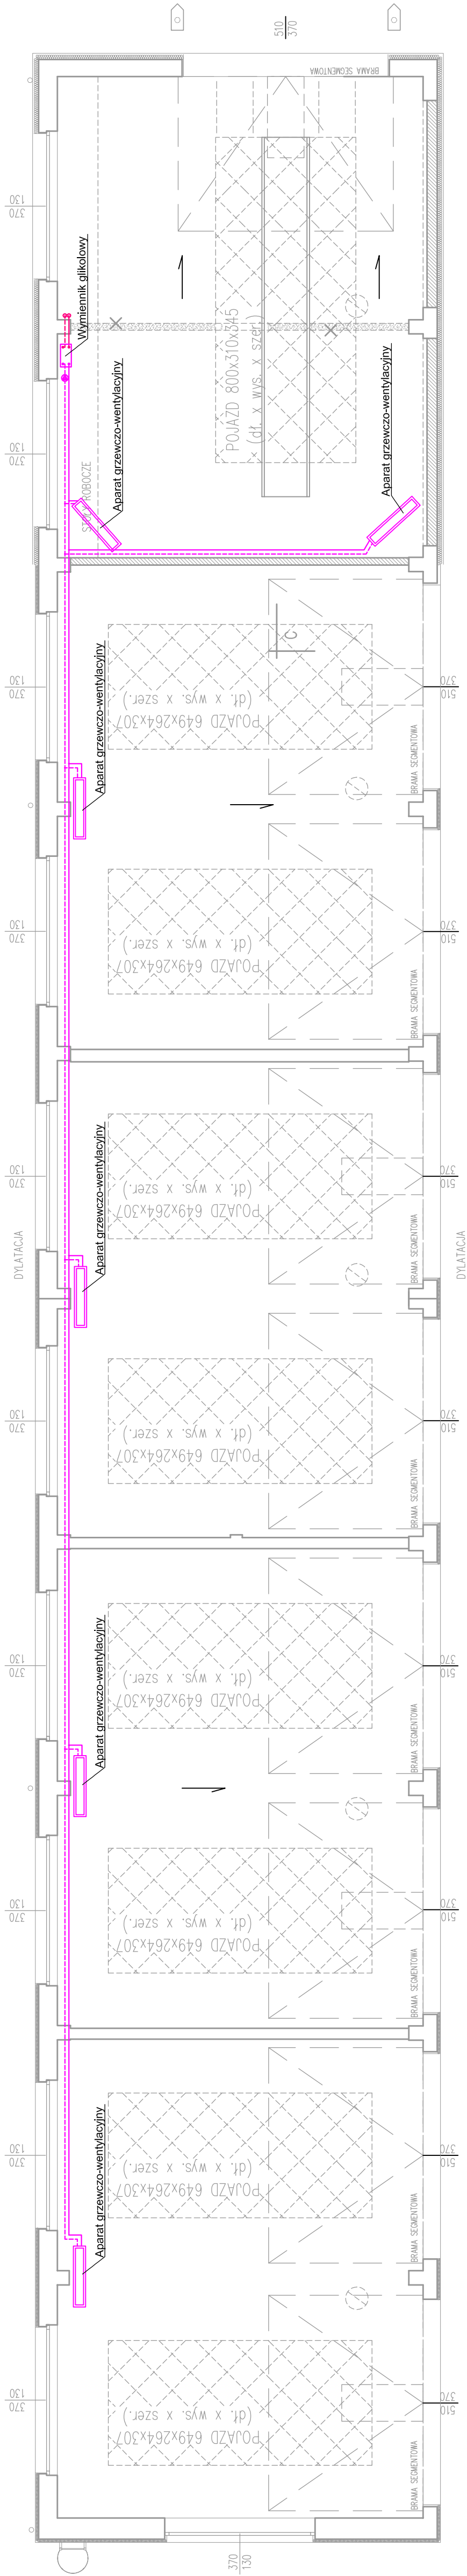 510
370
BRAMA SEGMENTOWA
130
370
Wymiennik glikolowy
POJAZD 800x310x345
(dł. x wys. x szer.)
130
370
STOŁY ROBOCZE
Aparat grzewczo-wentylacyjny
Aparat grzewczo-wentylacyjny
C
130
370
Aparat grzewczo-wentylacyjny
POJAZD 649x264x307
(dł. x wys. x szer.)
370
510
BRAMA SEGMENTOWA
130
370
POJAZD 649x264x307
(dł. x wys. x szer.)
370
510
BRAMA SEGMENTOWA
130
370
Aparat grzewczo-wentylacyjny
POJAZD 649x264x307
(dł. x wys. x szer.)
370
510
BRAMA SEGMENTOWA
DYLATACJA
DYLATACJA
130
370
POJAZD 649x264x307
(dł. x wys. x szer.)
370
510
BRAMA SEGMENTOWA
130
370
Aparat grzewczo-wentylacyjny
POJAZD 649x264x307
(dł. x wys. x szer.)
370
510
BRAMA SEGMENTOWA
130
370
POJAZD 649x264x307
(dł. x wys. x szer.)
370
510
BRAMA SEGMENTOWA
130
370
Aparat grzewczo-wentylacyjny
POJAZD 649x264x307
(dł. x wys. x szer.)
370
510
BRAMA SEGMENTOWA
130
370
POJAZD 649x264x307
(dł. x wys. x szer.)
370
510
BRAMA SEGMENTOWA
370
130